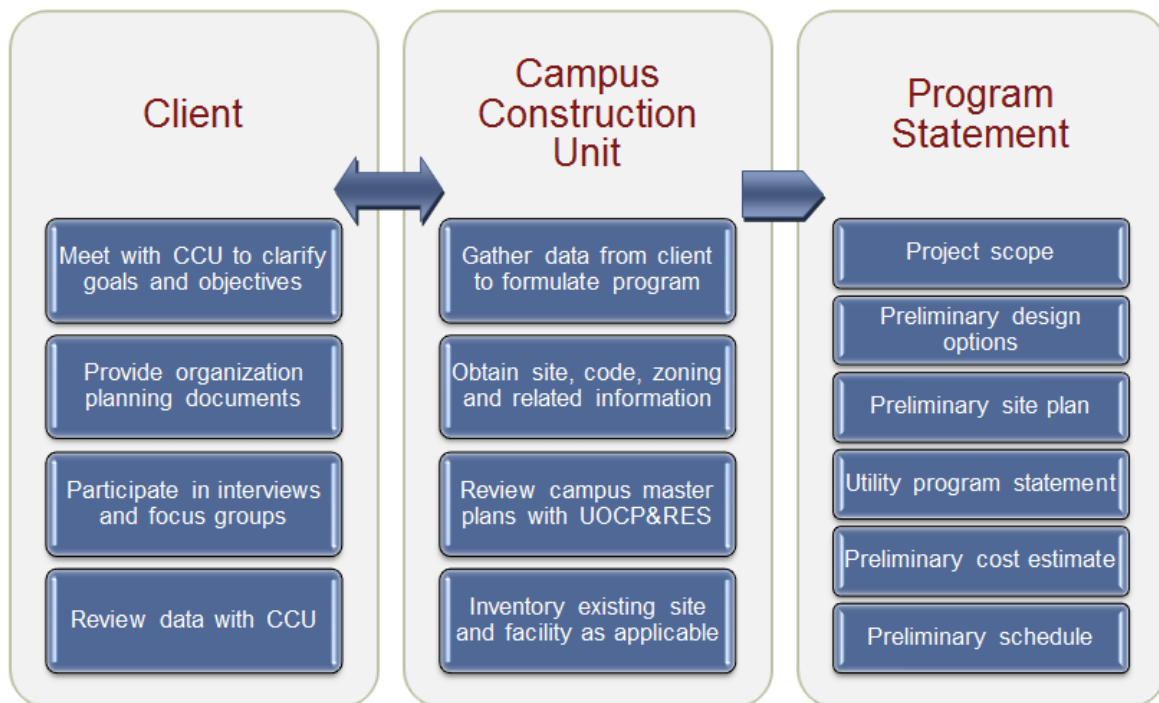 Client
Meet with CCU to clarify
goals and objectives
Provide organization
planning documents
Participate in interviews
and focus groups
Review data with CCU
Campus
Construction
Unit
Gather data from client
to formulate program
Obtain site, code, zoning
and related information
Review campus master
plans with UOCP&RES
Inventory existing site
and facility as applicable
Program
Statement
Project scope
Preliminary design
options
Preliminary site plan
Utility program statement
Preliminary cost estimate
Preliminary schedule